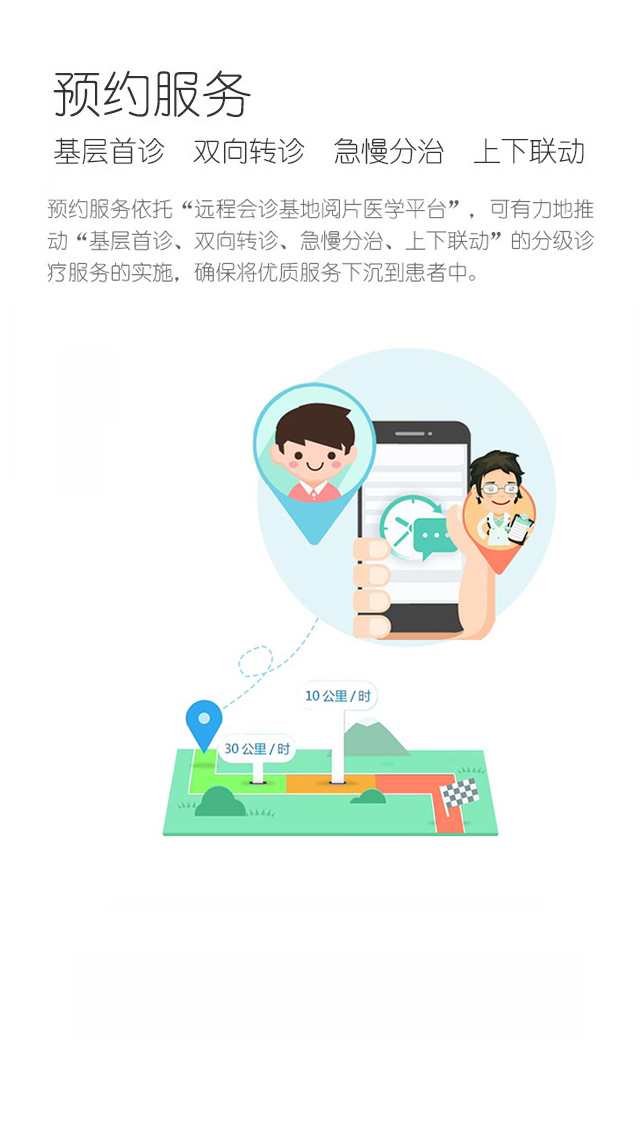 预约服务
基层首诊 双向转诊 急慢分治 上下联动
预约服务依托“远程会诊基地阅片医学平台”，可有力地推
动“基层首诊、双向转诊、急慢分治、上下联动”的分级诊
疗服务的实施，确保将优质服务下沉到患者中。
10 公里 / 时
30 公里 / 时